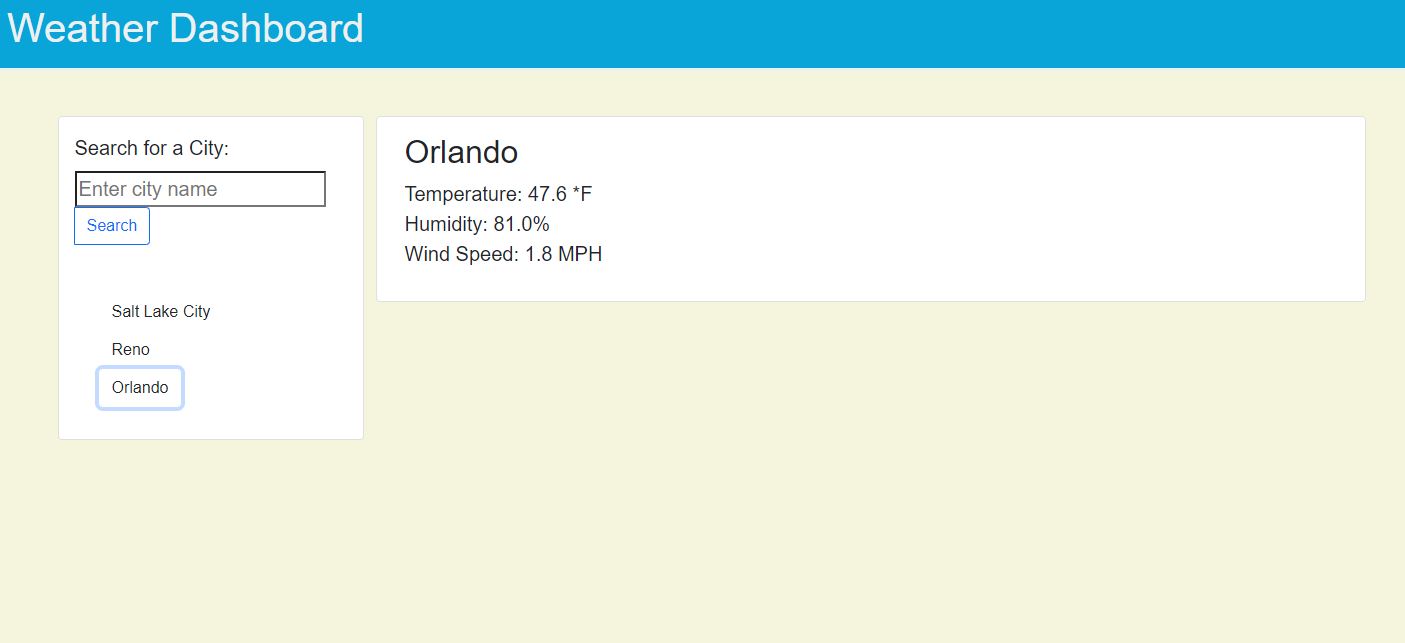 Weather Dashboard
Search for a City:
Enter city name
Search
Salt Lake City
Reno
Orlando
Orlando
Temperature: 47.6 *F
Humidity: 81.0%
Wind Speed: 1.8 MPH